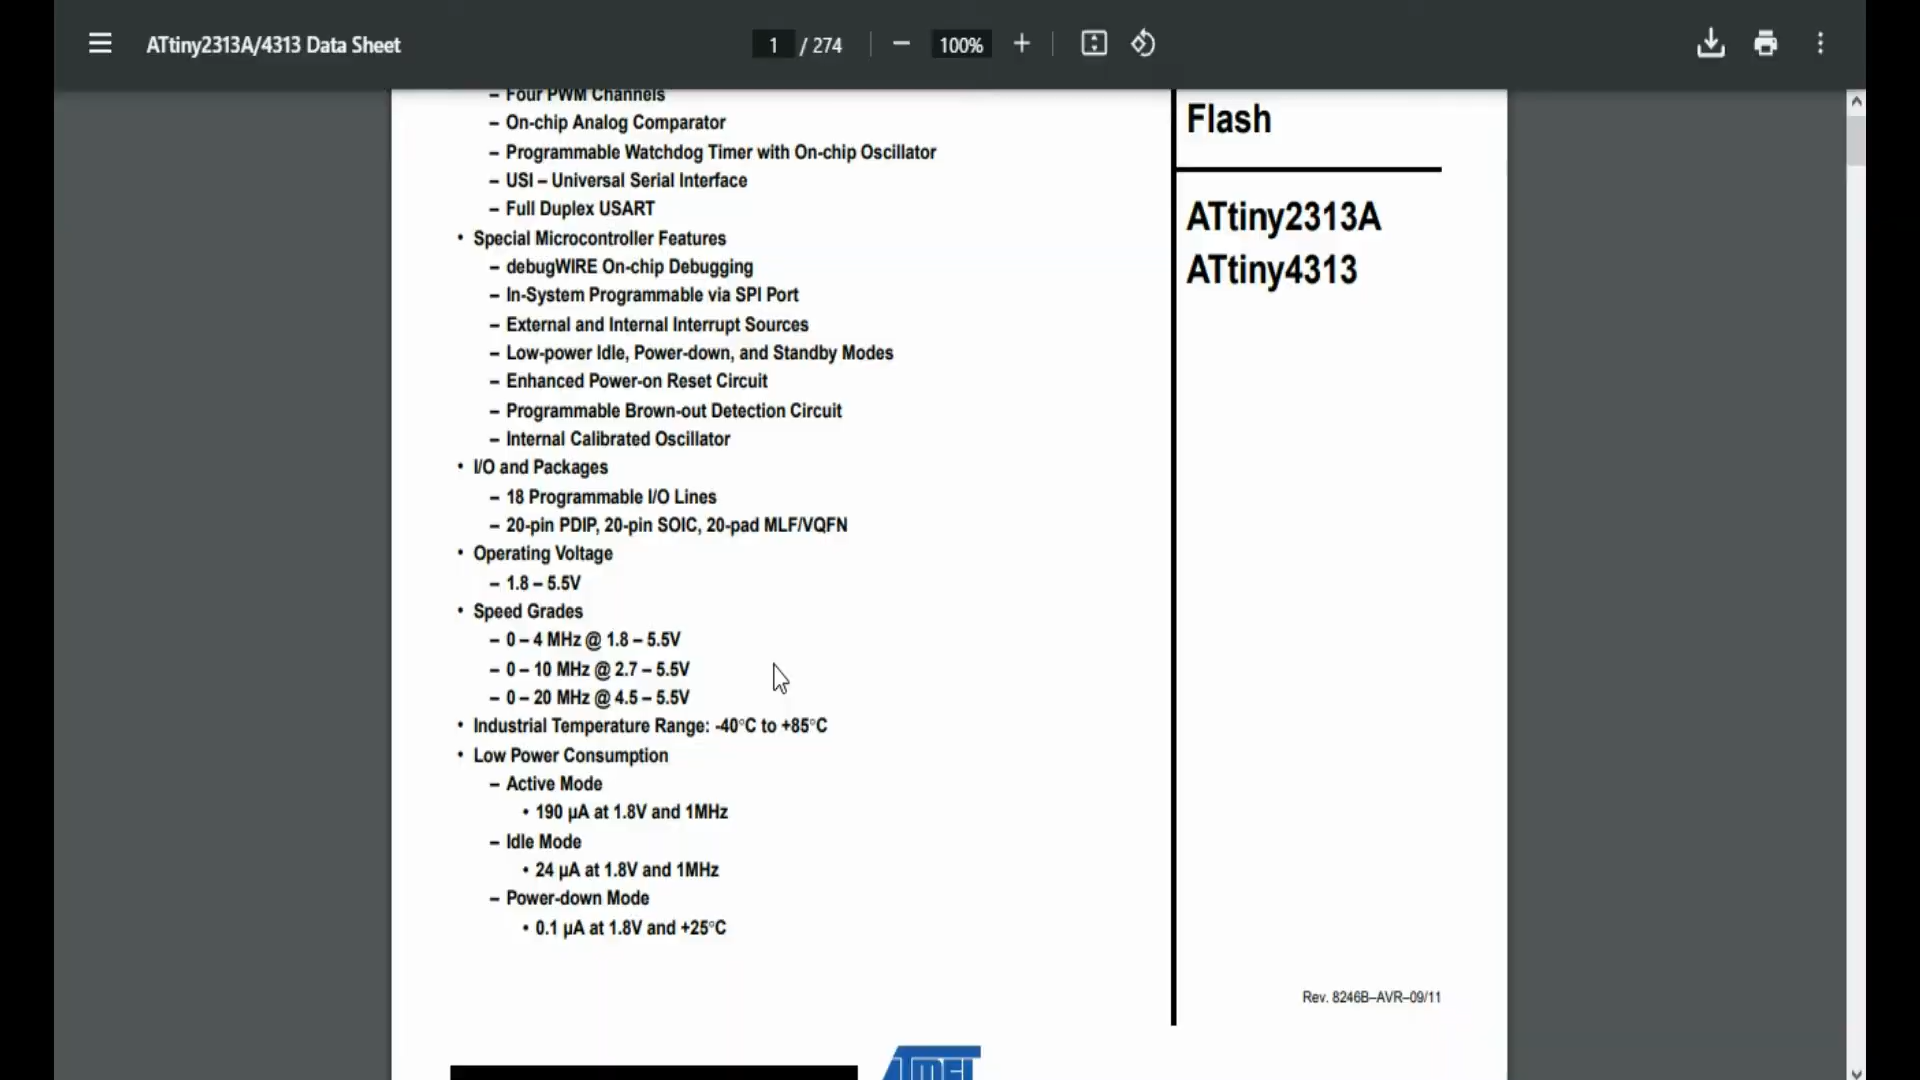 ATtiny2313A/4313 Data Sheet
1 / 274
100%
– Four PWM Channels
– On-chip Analog Comparator
– Programmable Watchdog Timer with On-chip Oscillator
– USI – Universal Serial Interface
– Full Duplex USART
• Special Microcontroller Features
– debugWIRE On-chip Debugging
– In-System Programmable via SPI Port
– External and Internal Interrupt Sources
– Low-power Idle, Power-down, and Standby Modes
– Enhanced Power-on Reset Circuit
– Programmable Brown-out Detection Circuit
– Internal Calibrated Oscillator
• I/O and Packages
– 18 Programmable I/O Lines
– 20-pin PDIP, 20-pin SOIC, 20-pad MLF/VQFN
• Operating Voltage
– 1.8 – 5.5V
• Speed Grades
– 0 – 4 MHz @ 1.8 – 5.5V
– 0 – 10 MHz @ 2.7 – 5.5V
– 0 – 20 MHz @ 4.5 – 5.5V
• Industrial Temperature Range: -40°C to +85°C
• Low Power Consumption
– Active Mode
• 190 µA at 1.8V and 1MHz
– Idle Mode
• 24 µA at 1.8V and 1MHz
– Power-down Mode
• 0.1 µA at 1.8V and +25°C
Flash
ATtiny2313A
ATtiny4313
Rev. 8246B–AVR–09/11
ATMEL